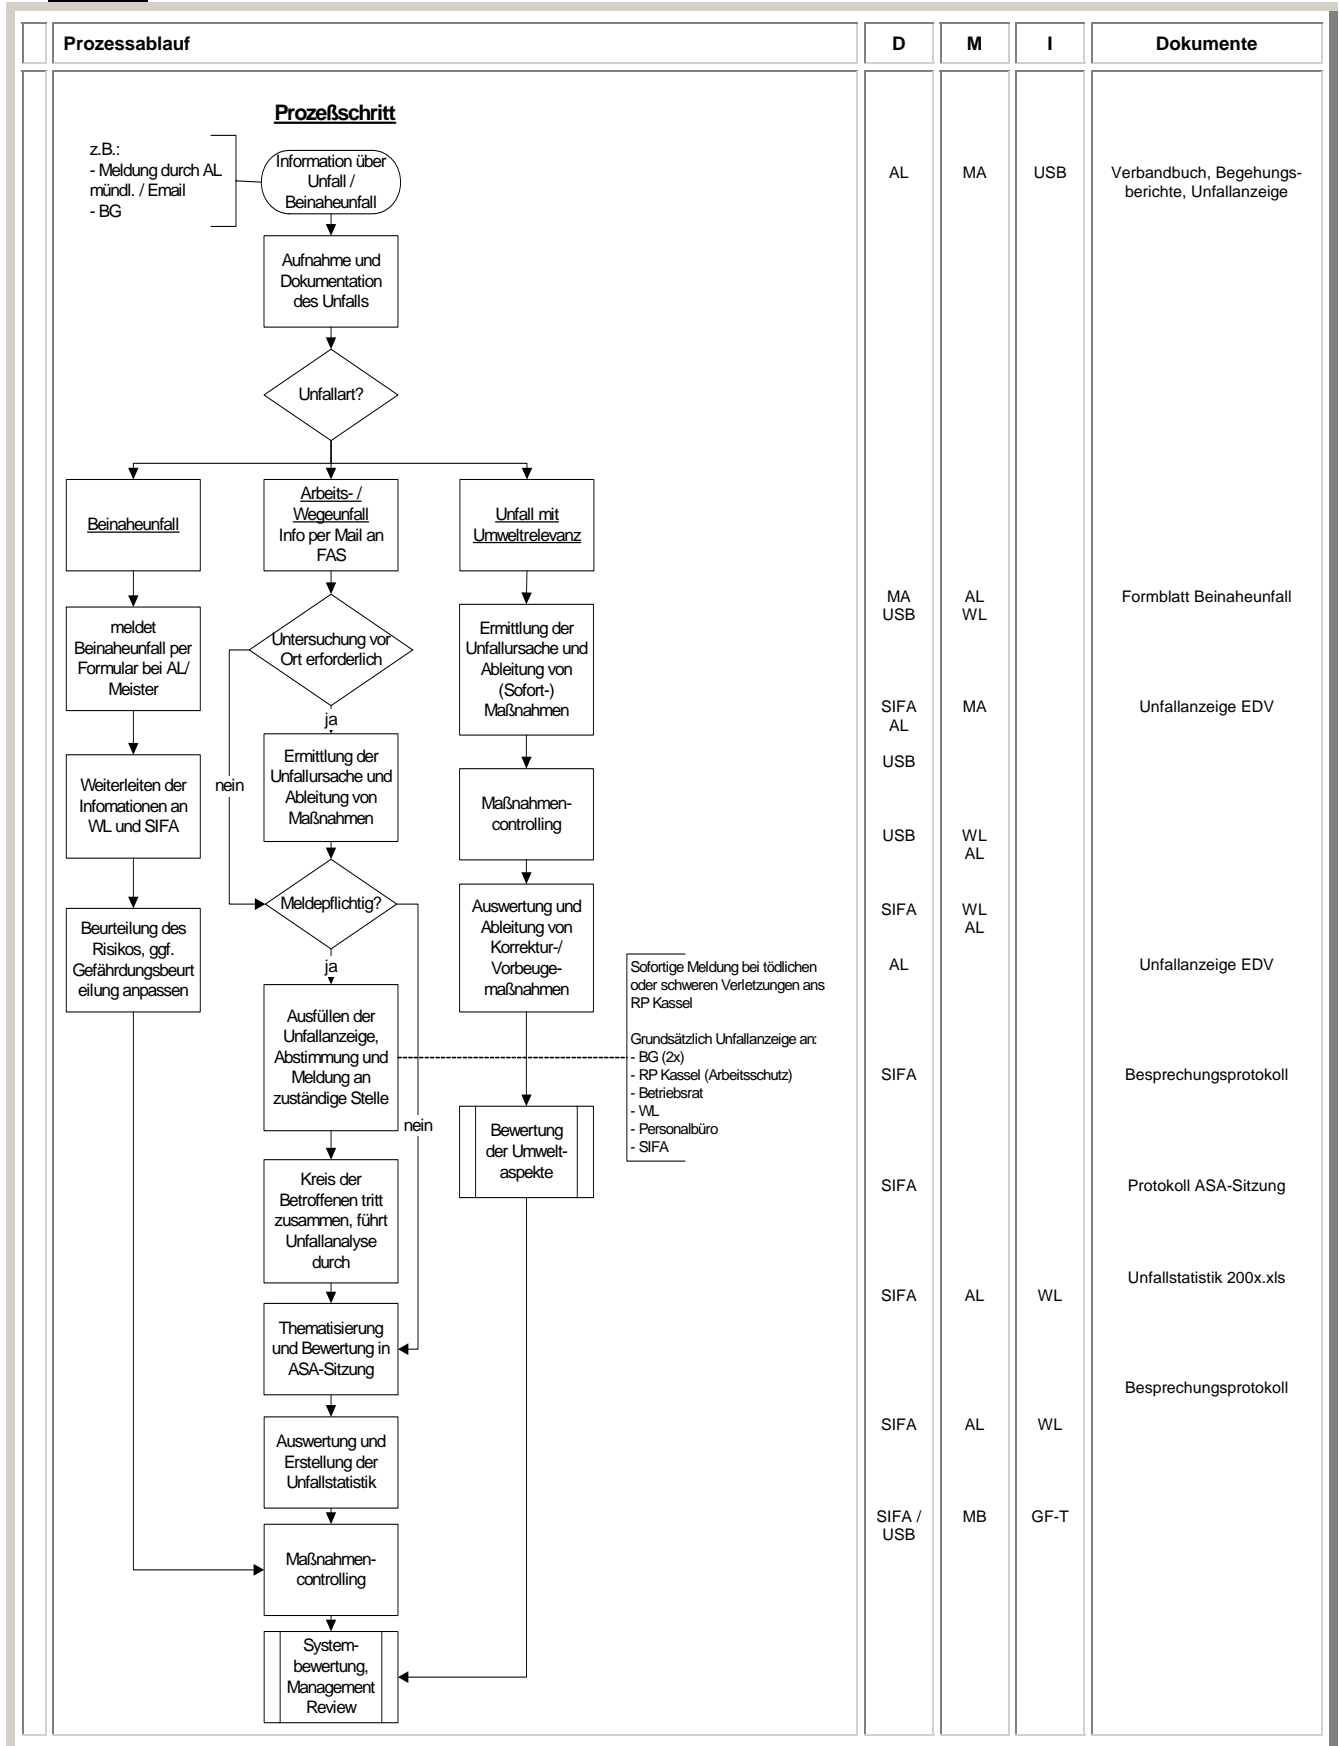 Prozessablauf
D
M
I
Dokumente
Prozeßschritt
z.B.:
- Meldung durch AL
mündl. / Email
- BG
Information über
Unfall /
Beinaheunfall
AL
MA
USB
Verbandbuch, Begehungs-
berichte, Unfallanzeige
Aufnahme und
Dokumentation
des Unfalls
Unfallart?
Beinaheunfall
Arbeits- /
Wegeunfall
Info per Mail an
FAS
Unfall mit
Umweltrelevanz
MA
USB
AL
WL
Formblatt Beinaheunfall
meldet
Beinaheunfall per
Formular bei AL/
Meister
Untersuchung vor
Ort erforderlich
Ermittlung der
Unfallursache und
Ableitung von
(Sofort-)
Maßnahmen
ja
nein
SIFA
AL
MA
Unfallanzeige EDV
USB
Weiterleiten der
Infomationen an
WL und SIFA
Ermittlung der
Unfallursache und
Ableitung von
Maßnahmen
Maßnahmen-
controlling
USB
WL
AL
Meldepflichtig?
Auswertung und
Ableitung von
Korrektur-/
Vorbeuge-
maßnahmen
SIFA
WL
AL
Beurteilung des
Risikos, ggf.
Gefährdungsbeurt
eilung anpassen
ja
nein
Sofortige Meldung bei tödlichen
oder schweren Verletzungen ans
RP Kassel
Grundsätzlich Unfallanzeige an:
- BG (2x)
- RP Kassel (Arbeitsschutz)
- Betriebsrat
- WL
- Personalbüro
- SIFA
AL
Unfallanzeige EDV
Ausfüllen der
Unfallanzeige,
Abstimmung und
Meldung an
zuständige Stelle
SIFA
Besprechungsprotokoll
Bewertung
der Umwelt-
aspekte
Kreis der
Betroffenen tritt
zusammen, führt
Unfallanalyse
durch
SIFA
Protokoll ASA-Sitzung
Unfallstatistik 200x.xls
SIFA
AL
WL
Thematisierung
und Bewertung in
ASA-Sitzung
Besprechungsprotokoll
SIFA
AL
WL
Auswertung und
Erstellung der
Unfallstatistik
SIFA /
USB
MB
GF-T
Maßnahmen-
controlling
System-
bewertung,
Management
Review